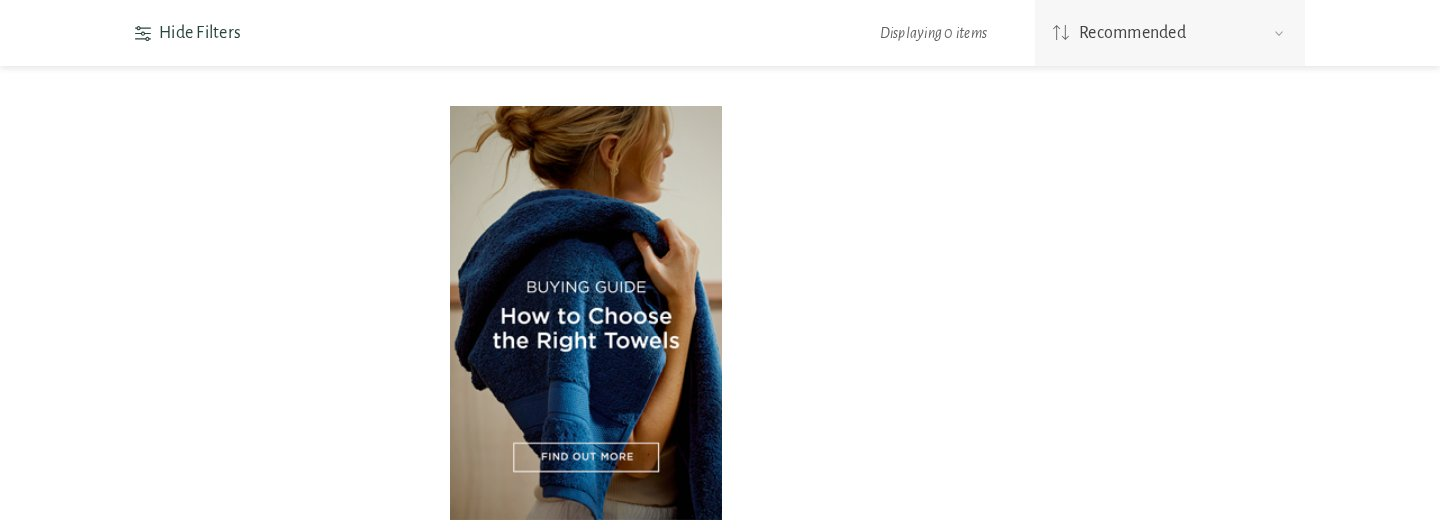 Hide Filters
Displaying 0 items
Recommended
BUYING GUIDE
How to Choose
the Right Towels
FIND OUT MORE